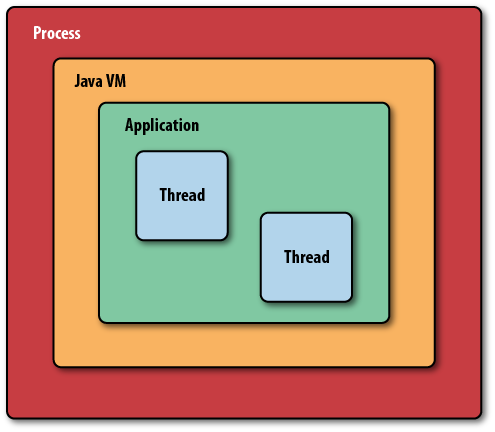 Process
Java VM
Application
Thread
Thread